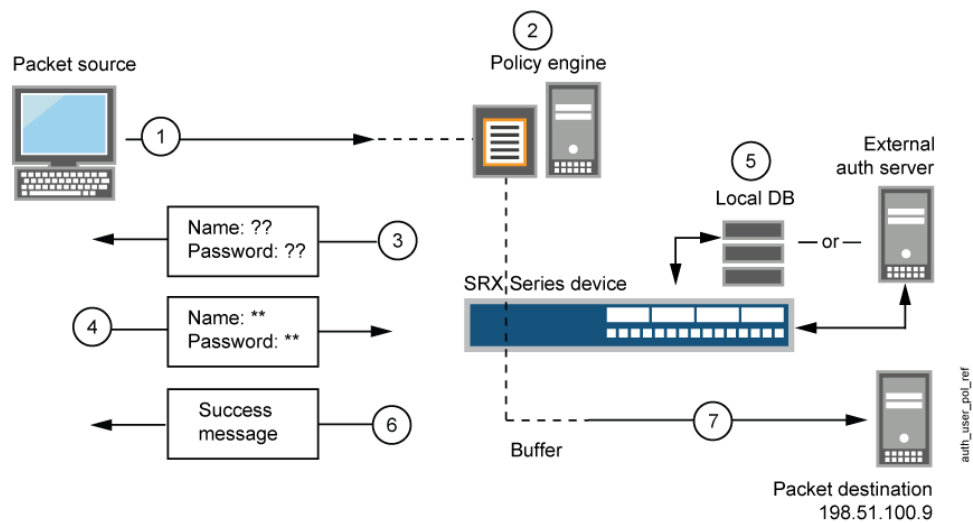 2
Packet source
Policy engine
1
5
External
auth server
Local DB
or
Name: ??
Password: ??
3
SRX Series device
4
Name: **
Password: **
Success
message
6
7
Buffer
Packet destination
198.51.100.9
auth_user_pol_ref